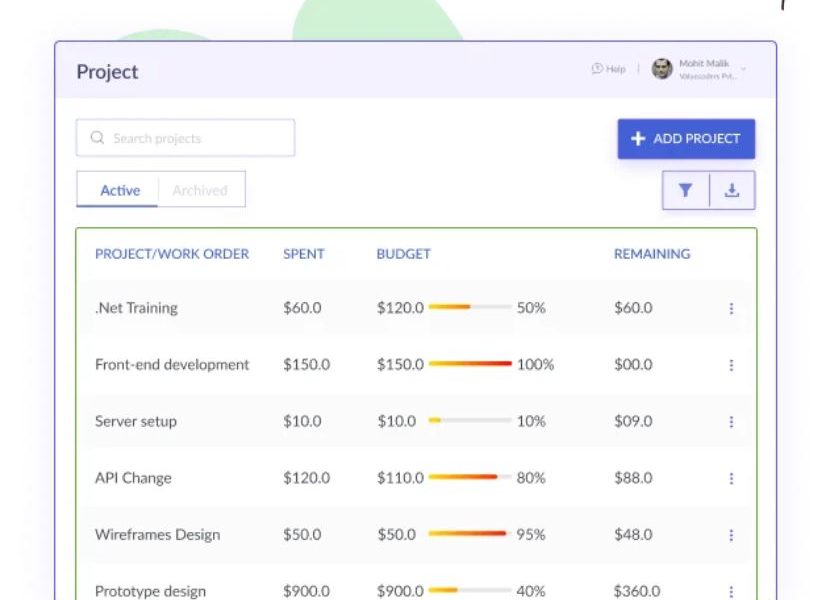 Project
Help
Mohit Malik
Search projects
ADD PROJECT
Active Archived
PROJECT/WORK ORDER SPENT BUDGET REMAINING
.Net Training $60.0 $120.0 50% $60.0
Front-end development $150.0 $150.0 100% $00.0
Server setup $10.0 $10.0 10% $09.0
API Change $120.0 $110.0 80% $88.0
Wireframes Design $50.0 $50.0 95% $48.0
Prototype design $900.0 $900.0 40% $360.0